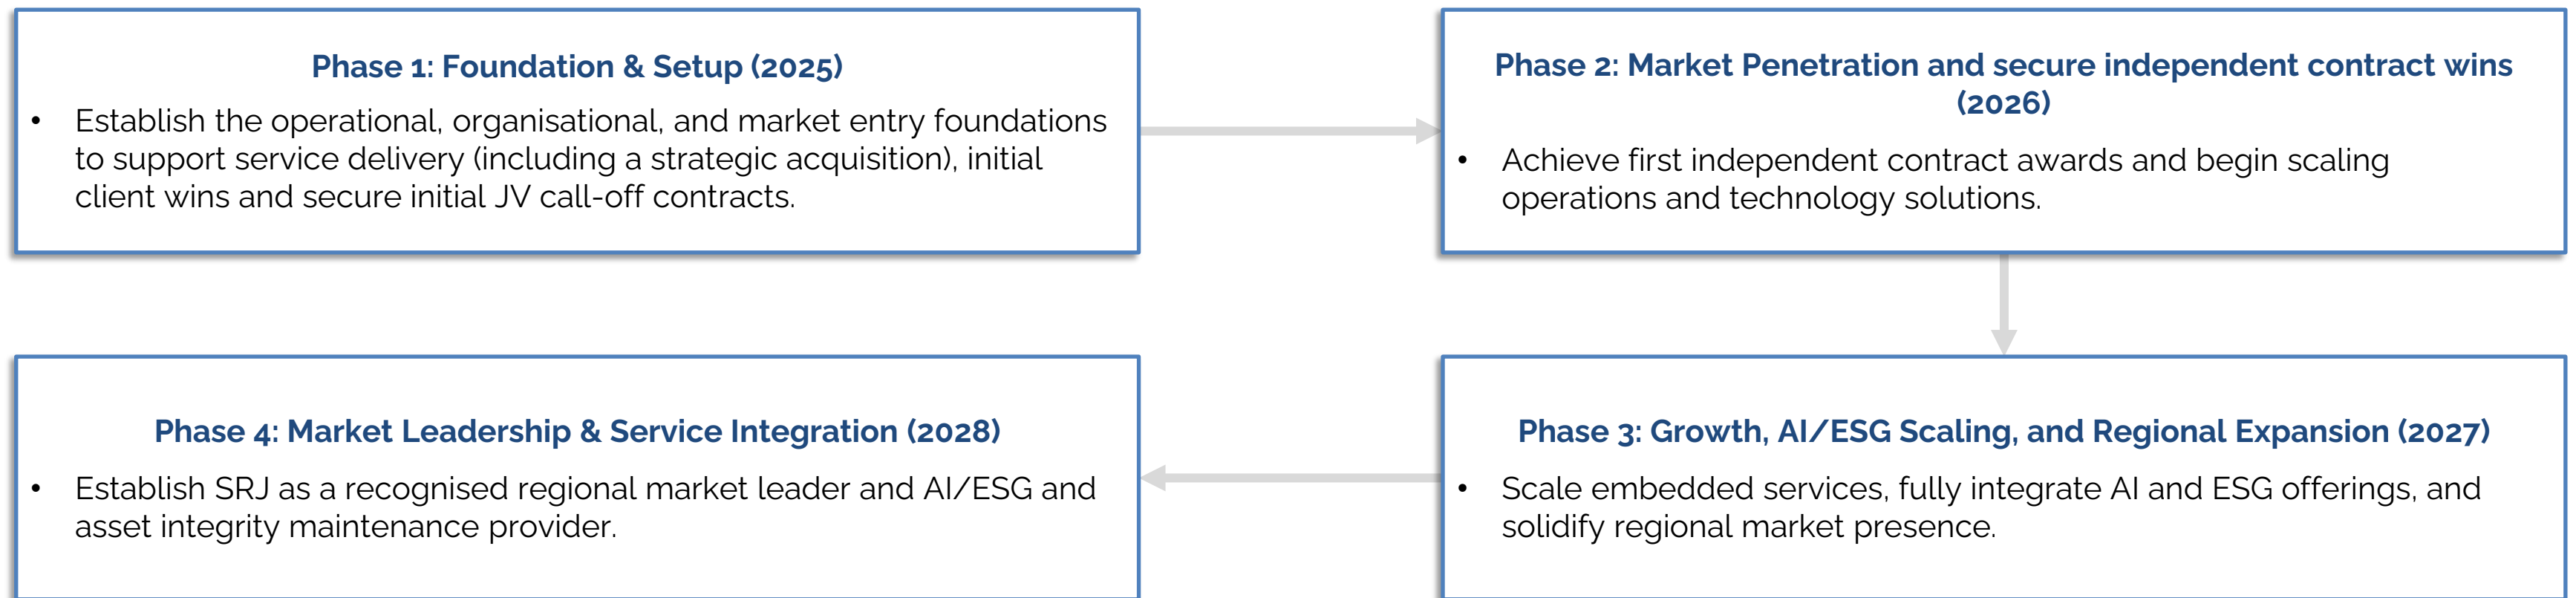 Phase 1: Foundation & Setup (2025)
• Establish the operational, organisational, and market entry foundations
to support service delivery (including a strategic acquisition), initial
client wins and secure initial JV call-off contracts.
Phase 2: Market Penetration and secure independent contract wins
(2026)
• Achieve first independent contract awards and begin scaling
operations and technology solutions.
Phase 3: Growth, AI/ESG Scaling, and Regional Expansion (2027)
• Scale embedded services, fully integrate AI and ESG offerings, and
solidify regional market presence.
Phase 4: Market Leadership & Service Integration (2028)
• Establish SRJ as a recognised regional market leader and AI/ESG and
asset integrity maintenance provider.